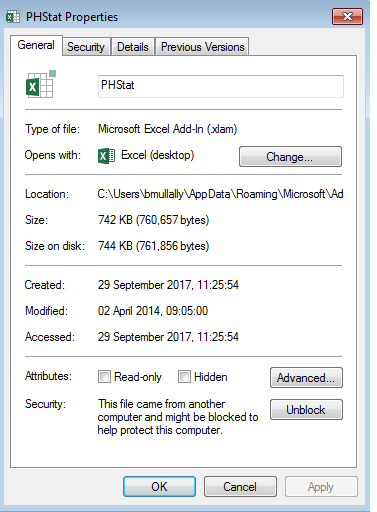 PHStat Properties
General Security Details Previous Versions
PHStat
Type of file: Microsoft Excel Add-In (.xlam)
Opens with: Excel (desktop) Change...
Location: C:\Users\bmullally\AppData\Roaming\Microsoft\Ad
Size: 742 KB (760,657 bytes)
Size on disk: 744 KB (761,856 bytes)
Created: 29 September 2017, 11:25:54
Modified: 02 April 2014, 09:05:00
Accessed: 29 September 2017, 11:25:54
Attributes: Read-only Hidden Advanced...
Security: This file came from another
computer and might be blocked to
help protect this computer.
Unblock
OK Cancel Apply